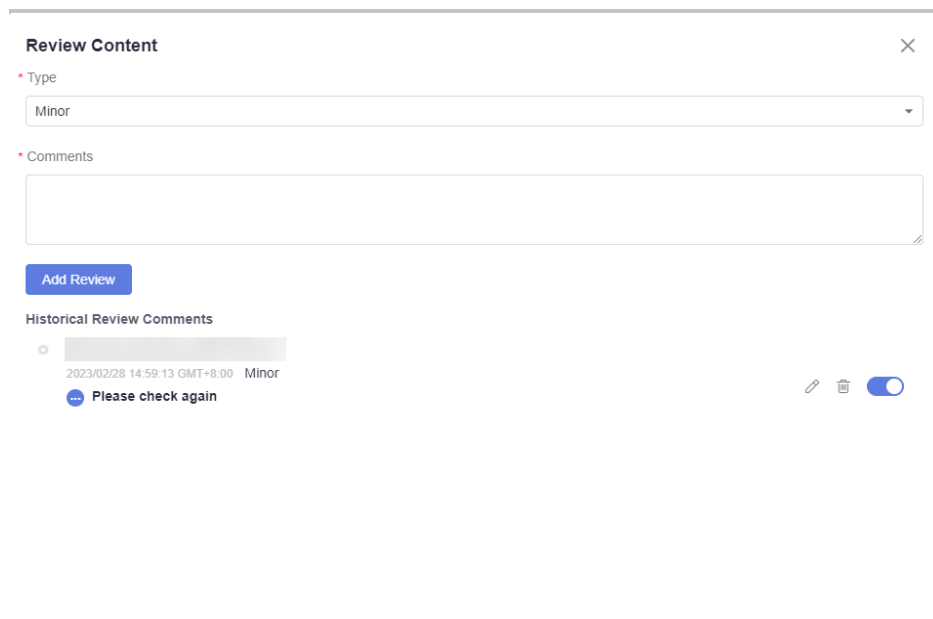 Review Content
* Type
Minor
* Comments
Add Review
Historical Review Comments
2023/02/28 14:59:13 GMT+8:00 Minor
Please check again